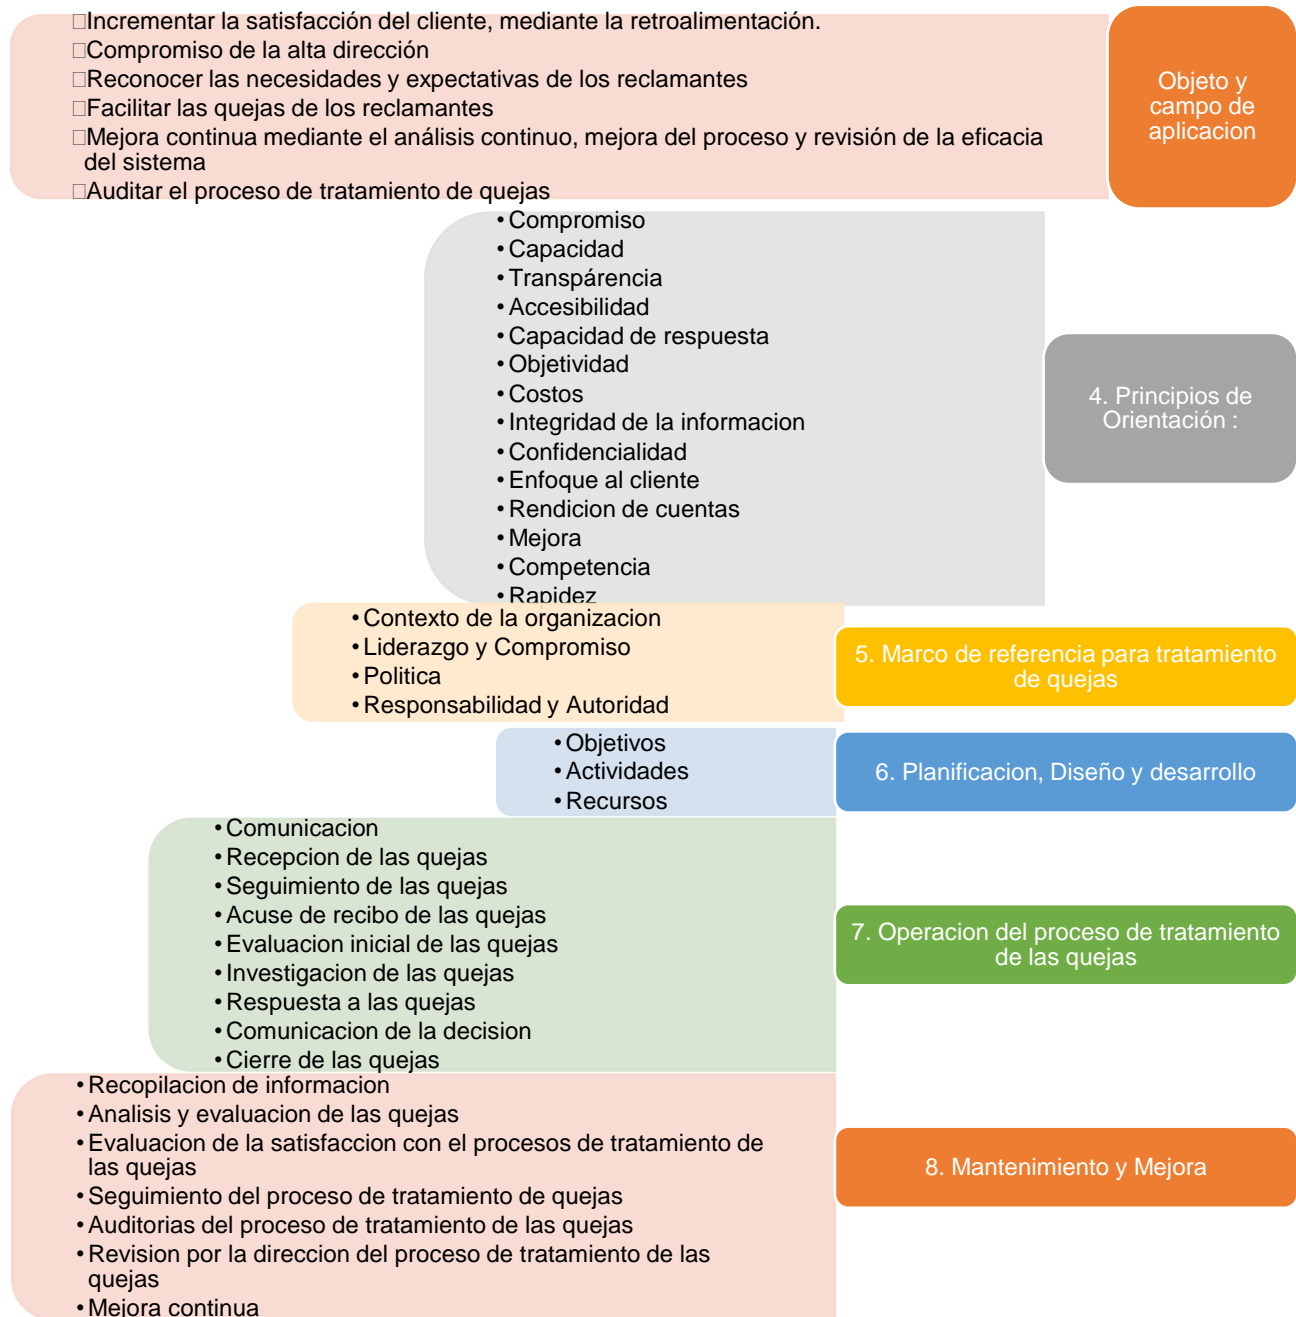 □Incrementar la satisfacción del cliente, mediante la retroalimentación.
□Compromiso de la alta dirección
□Reconocer las necesidades y expectativas de los reclamantes
□Facilitar las quejas de los reclamantes
□Mejora continua mediante el análisis continuo, mejora del proceso y revisión de la eficacia
del sistema
□Auditar el proceso de tratamiento de quejas
Objeto y
campo de
aplicacion
• Compromiso
• Capacidad
• Transpárencia
• Accesibilidad
• Capacidad de respuesta
• Objetividad
• Costos
• Integridad de la informacion
• Confidencialidad
• Enfoque al cliente
• Rendicion de cuentas
• Mejora
• Competencia
• Rapidez
4. Principios de
Orientación :
• Contexto de la organizacion
• Liderazgo y Compromiso
• Politica
• Responsabilidad y Autoridad
5. Marco de referencia para tratamiento
de quejas
• Objetivos
• Actividades
• Recursos
6. Planificacion, Diseño y desarrollo
• Comunicacion
• Recepcion de las quejas
• Seguimiento de las quejas
• Acuse de recibo de las quejas
• Evaluacion inicial de las quejas
• Investigacion de las quejas
• Respuesta a las quejas
• Comunicacion de la decision
• Cierre de las quejas
7. Operacion del proceso de tratamiento
de las quejas
• Recopilacion de informacion
• Analisis y evaluacion de las quejas
• Evaluacion de la satisfaccion con el procesos de tratamiento de
las quejas
• Seguimiento del proceso de tratamiento de quejas
• Auditorias del proceso de tratamiento de las quejas
• Revision por la direccion del proceso de tratamiento de las
quejas
• Mejora continua
8. Mantenimiento y Mejora